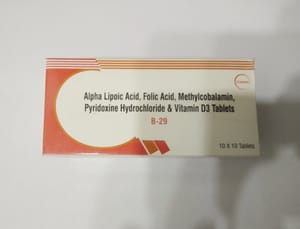 Alpha Lipoic Acid, Folic Acid, Methylcobalamin,
Pyridoxine Hydrochloride & Vitamin D3 Tablets
B-29
10 X 10 Tablets